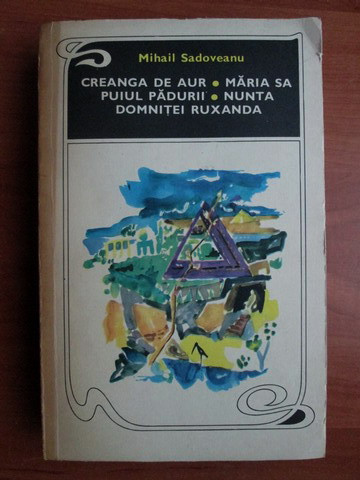 Mihail Sadoveanu
CREANGA DE AUR • MĂRIA SA
PUIUL PĂDURII • NUNTA
DOMNIȚEI RUXANDA